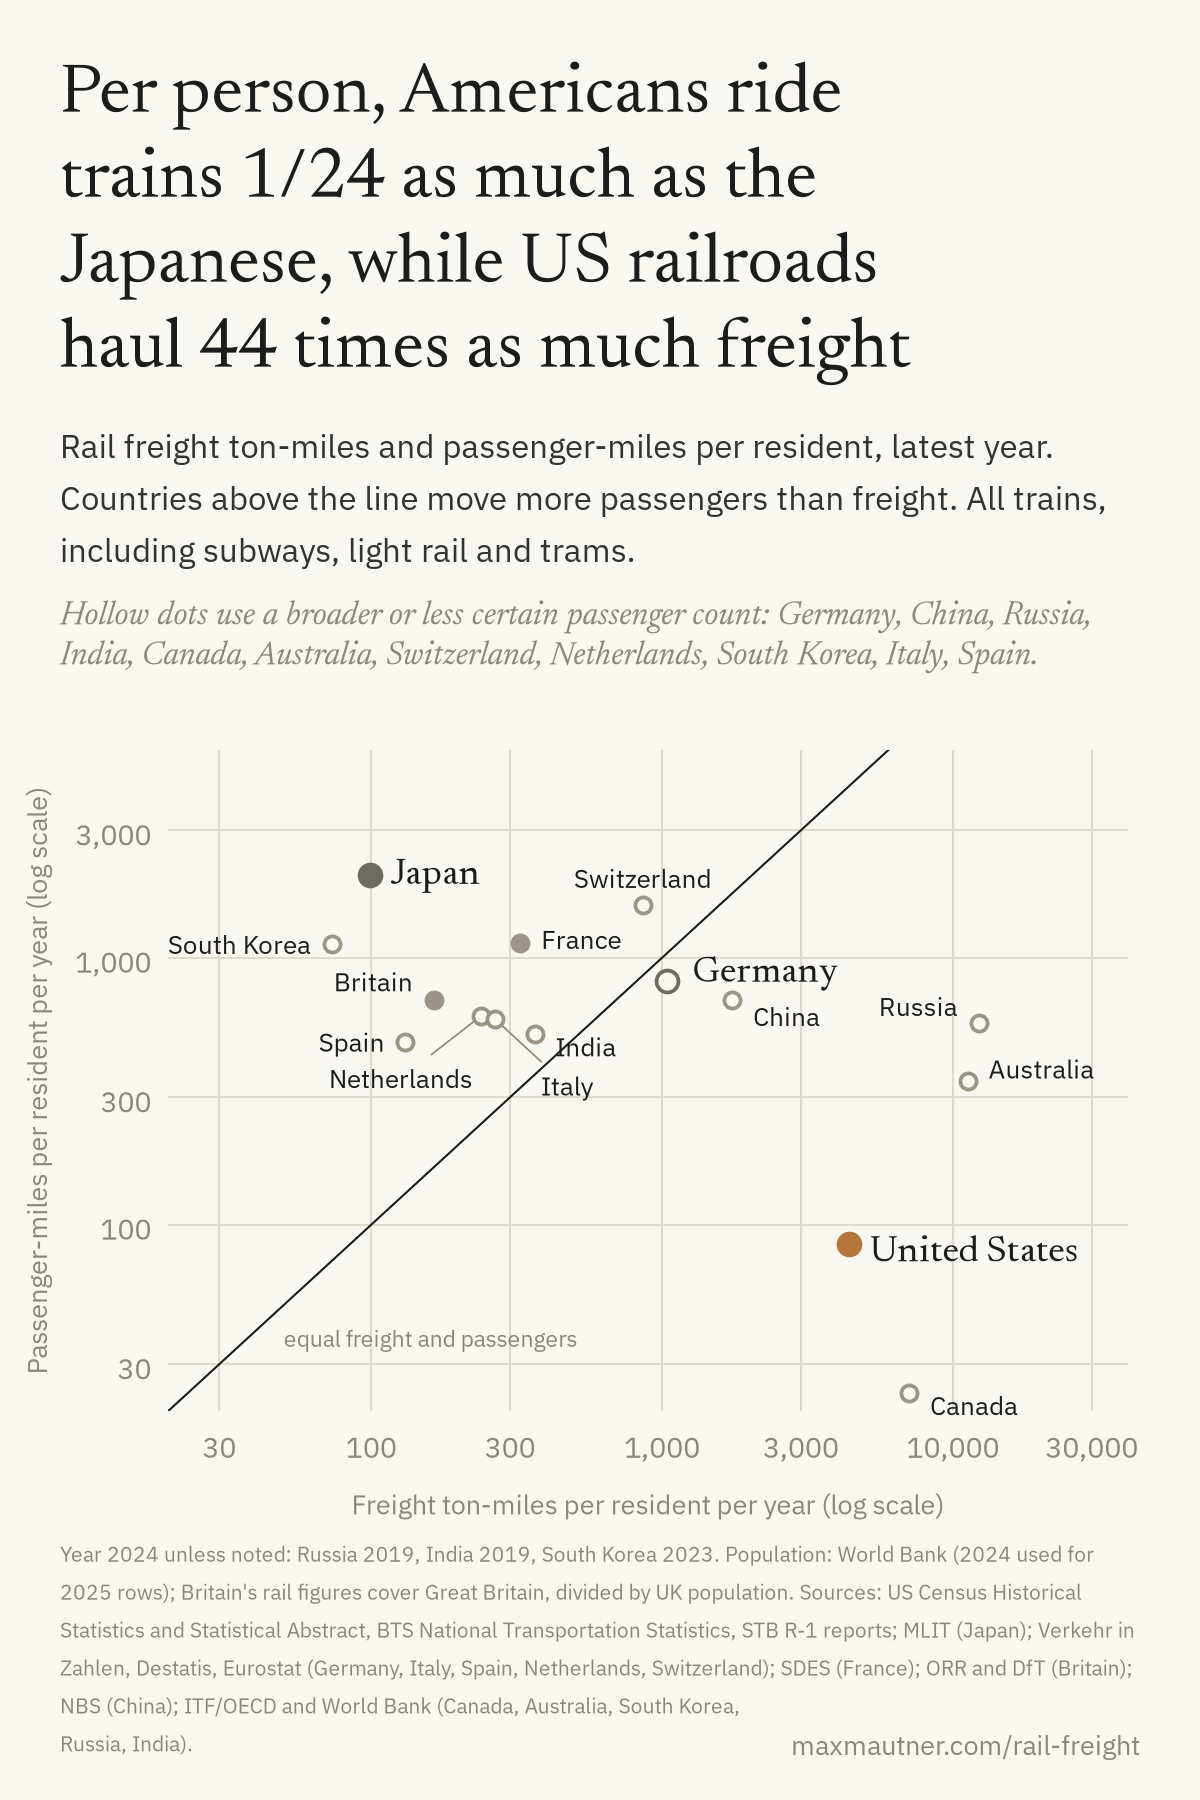 Per person, Americans ride
trains 1/24 as much as the
Japanese, while US railroads
haul 44 times as much freight
Rail freight ton-miles and passenger-miles per resident, latest year.
Countries above the line move more passengers than freight. All trains,
including subways, light rail and trams.
Hollow dots use a broader or less certain passenger count: Germany, China, Russia,
India, Canada, Australia, Switzerland, Netherlands, South Korea, Italy, Spain.
Passenger-miles per resident per year (log scale)
3,000
1,000
300
100
30
Japan
Switzerland
South Korea
France
Britain
Germany
China
Russia
Spain
India
Netherlands
Italy
Australia
United States
equal freight and passengers
Canada
30
100
300
1,000
3,000
10,000
30,000
Freight ton-miles per resident per year (log scale)
Year 2024 unless noted: Russia 2019, India 2019, South Korea 2023. Population: World Bank (2024 used for
2025 rows); Britain's rail figures cover Great Britain, divided by UK population. Sources: US Census Historical
Statistics and Statistical Abstract, BTS National Transportation Statistics, STB R-1 reports; MLIT (Japan); Verkehr in
Zahlen, Destatis, Eurostat (Germany, Italy, Spain, Netherlands, Switzerland); SDES (France); ORR and DfT (Britain);
NBS (China); ITF/OECD and World Bank (Canada, Australia, South Korea,
Russia, India).
maxmautner.com/rail-freight